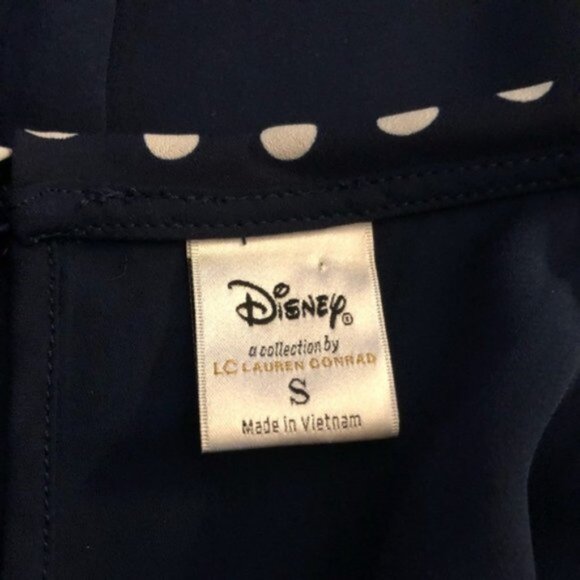 Disney®
a collection by
LC LAUREN CONRAD
S
Made in Vietnam